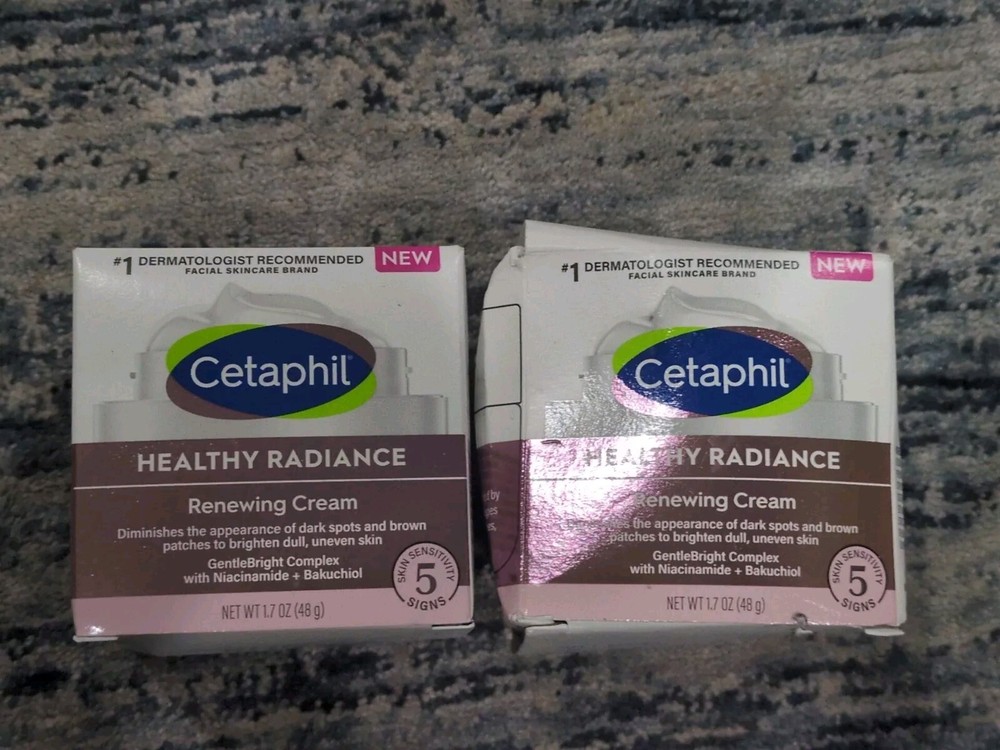 #1 DERMATOLOGIST RECOMMENDED
FACIAL SKINCARE BRAND
NEW
Cetaphil®
HEALTHY RADIANCE
Renewing Cream
Diminishes the appearance of dark spots and brown
patches to brighten dull, uneven skin
GentleBright Complex
with Niacinamide + Bakuchiol
SKIN SENSITIVITY
5
SIGNS
NET WT 1.7 OZ (48 g)
#1 DERMATOLOGIST RECOMMENDED
FACIAL SKINCARE BRAND
NEW
Cetaphil®
HEALTHY RADIANCE
Renewing Cream
Diminishes the appearance of dark spots and brown
patches to brighten dull, uneven skin
GentleBright Complex
with Niacinamide + Bakuchiol
SKIN SENSITIVITY
5
SIGNS
NET WT 1.7 OZ (48 g)